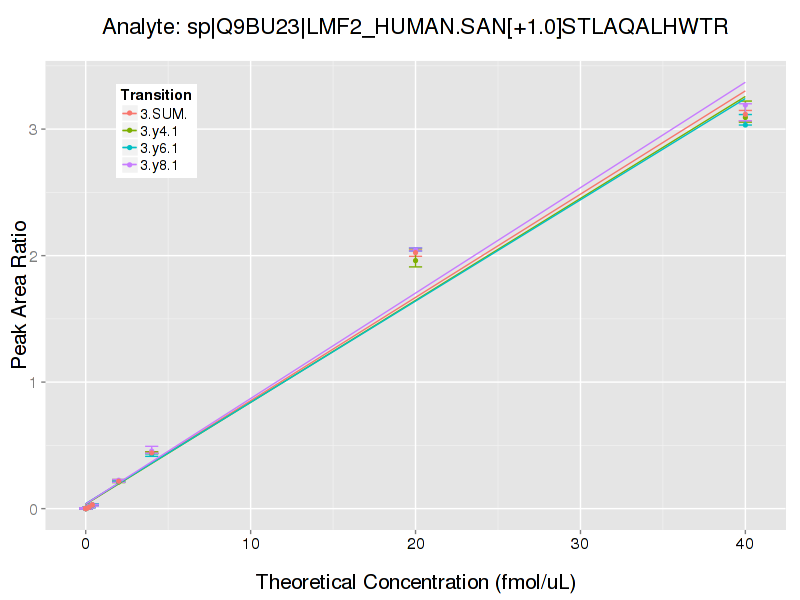 Analyte: sp|Q9BU23|LMF2_HUMAN.SAN[+1.0]STLAQALHWTR
Transition
3.SUM.
3.y4.1
3.y6.1
3.y8.1
Peak Area Ratio
3
2
1
0
0 10 20 30 40
Theoretical Concentration (fmol/uL)